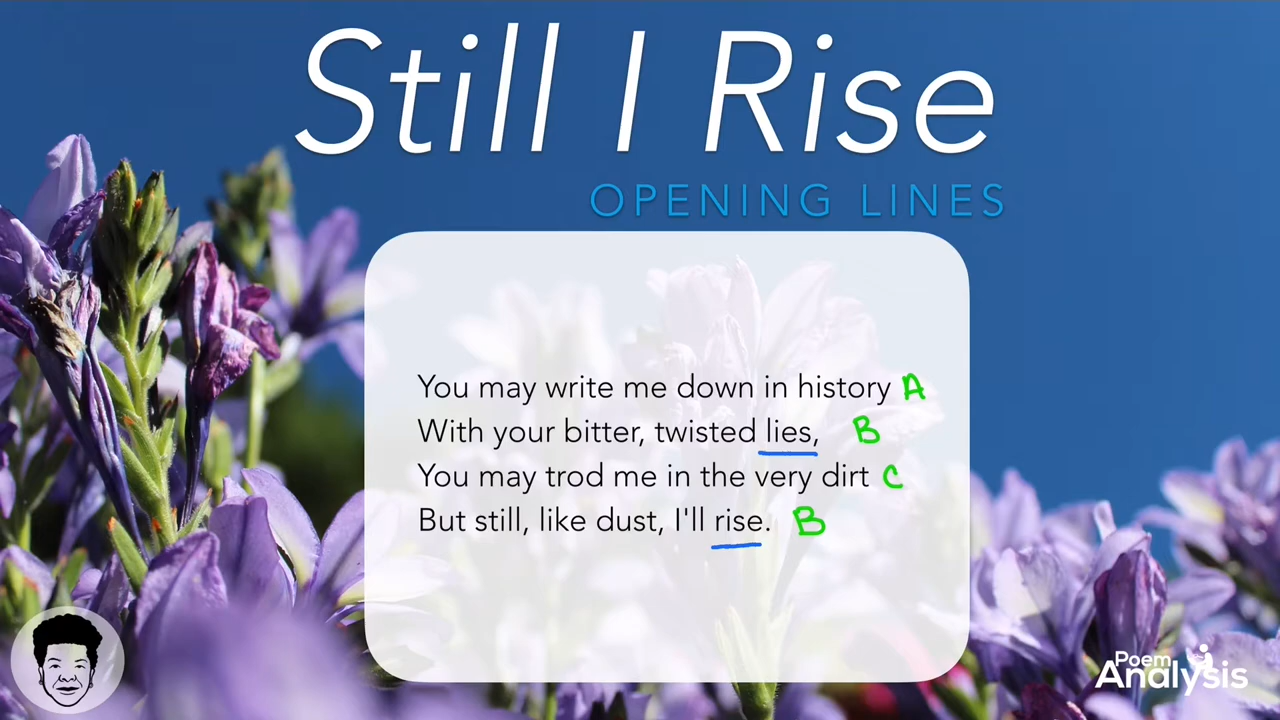 Still I Rise
OPENING LINES
You may write me down in history A
With your bitter, twisted lies, B
You may trod me in the very dirt C
But still, like dust, I'll rise. B
Poem
Analysis